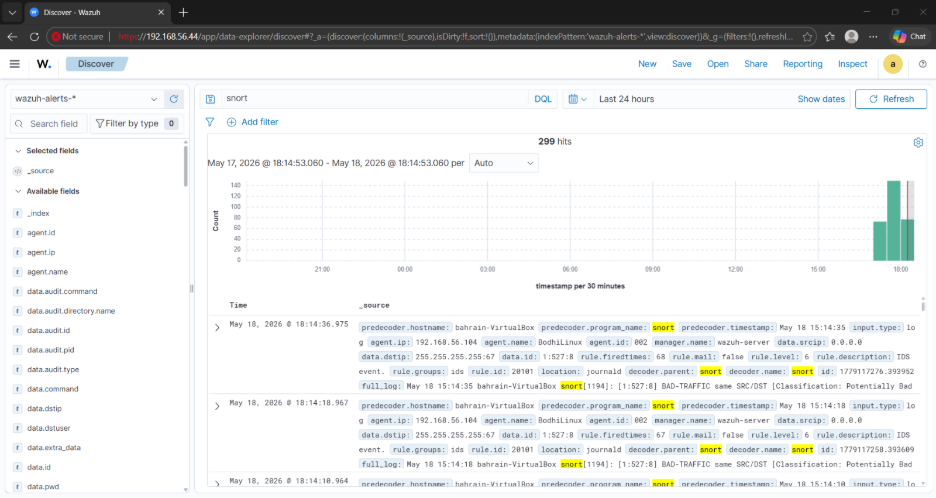 Discover - Wazuh
Not secure https://192.168.56.44/app/data-explorer/discover#?_a=(discover:(columns:!(_source),isDirty:!f,sort:!()),metadata:(indexPattern:'wazuh-alerts-*',view:discover))&_g=(filters:!(),refreshI...
Chat
W. Discover New Save Open Share Reporting Inspect a
wazuh-alerts-* snort DQL Last 24 hours Show dates Refresh
Search field Filter by type 0 Add filter
Selected fields
_source
Available fields
_index
agent.id
agent.ip
agent.name
data.audit.command
data.audit.directory.name
data.audit.id
data.audit.pid
data.audit.type
data.command
data.dstip
data.dstuser
data.extra_data
data.id
data.pwd
299 hits
May 17, 2026 @ 18:14:53.060 - May 18, 2026 @ 18:14:53.060 per Auto
Count
140
120
100
80
60
40
20
0
21:00 00:00 03:00 06:00 09:00 12:00 15:00 18:00
timestamp per 30 minutes
Time _source
May 18, 2026 @ 18:14:36.975 predecoder.hostname: bahrain-VirtualBox predecoder.program_name: snort predecoder.timestamp: May 18 15:14:35 input.type: lo
g agent.ip: 192.168.56.104 agent.name: BodhiLinux agent.id: 002 manager.name: wazuh-server data.srcip: 0.0.0.0
data.dstip: 255.255.255.255:67 data.id: 1:527:8 rule.firedtimes: 68 rule.mail: false rule.level: 6 rule.description: IDS
event. rule.groups: ids rule.id: 20101 location: journald decoder.parent: snort decoder.name: snort id: 1779117276.393952
full_log: May 18 15:14:35 bahrain-VirtualBox snort[1194]: [1:527:8] BAD-TRAFFIC same SRC/DST [Classification: Potentially Bad
May 18, 2026 @ 18:14:18.967 predecoder.hostname: bahrain-VirtualBox predecoder.program_name: snort predecoder.timestamp: May 18 15:14:18 input.type: lo
g agent.ip: 192.168.56.104 agent.name: BodhiLinux agent.id: 002 manager.name: wazuh-server data.srcip: 0.0.0.0
data.dstip: 255.255.255.255:67 data.id: 1:527:8 rule.firedtimes: 67 rule.mail: false rule.level: 6 rule.description: IDS
event. rule.groups: ids rule.id: 20101 location: journald decoder.parent: snort decoder.name: snort id: 1779117258.393609
full_log: May 18 15:14:18 bahrain-VirtualBox snort[1194]: [1:527:8] BAD-TRAFFIC same SRC/DST [Classification: Potentially Bad
May 18, 2026 @ 18:14:10.964 predecoder.hostname: bahrain-VirtualBox predecoder.program_name: snort predecoder.timestamp: May 18 15:14:10 input.type: lo